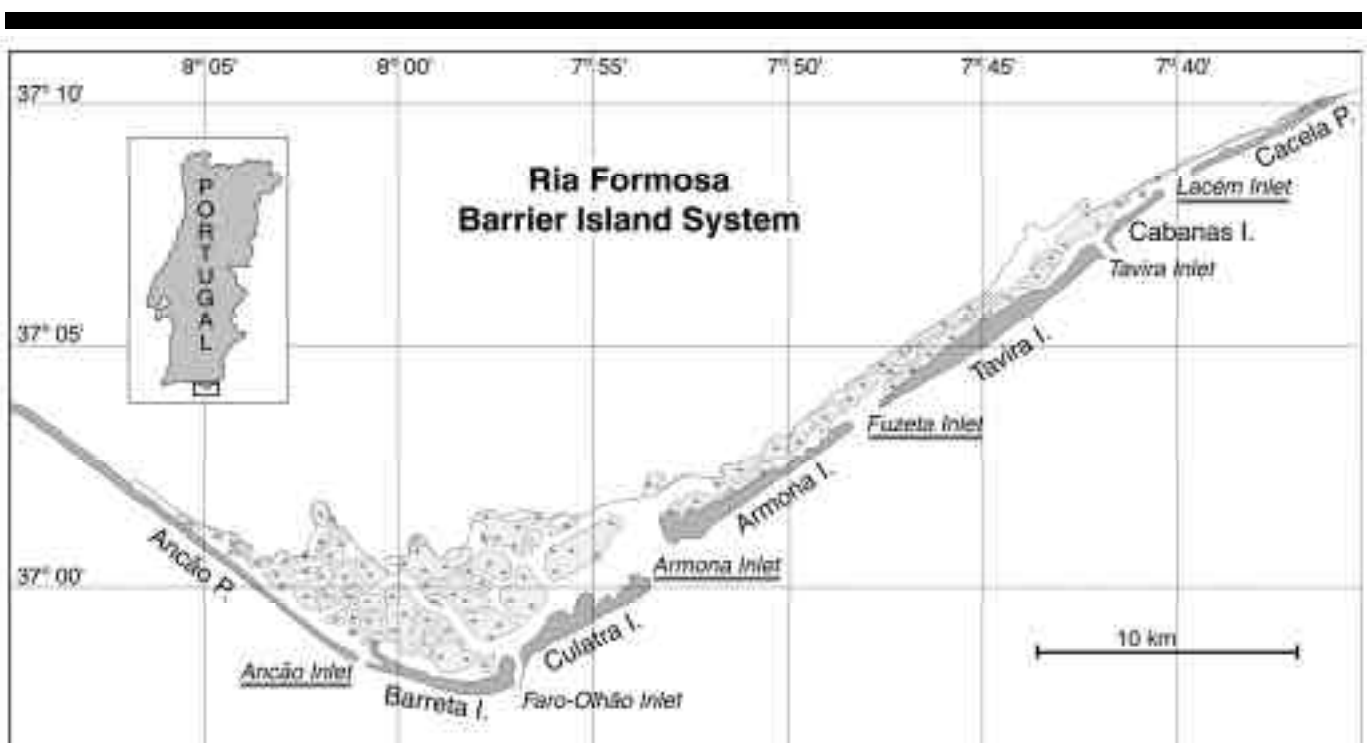 8° 05' 8° 00' 7° 55' 7° 50' 7° 45' 7° 40'
37° 10'
PORTUGAL
Ria Formosa
Barrier Island System
Cacela P.
Lacém Inlet
Cabanas I.
Tavira Inlet
37° 05'
Tavira I.
Fuzeta Inlet
Armona I.
Armona Inlet
37° 00'
Ancão P.
Culatra I.
10 km
Ancão Inlet
Barreta I.
Faro-Olhão Inlet